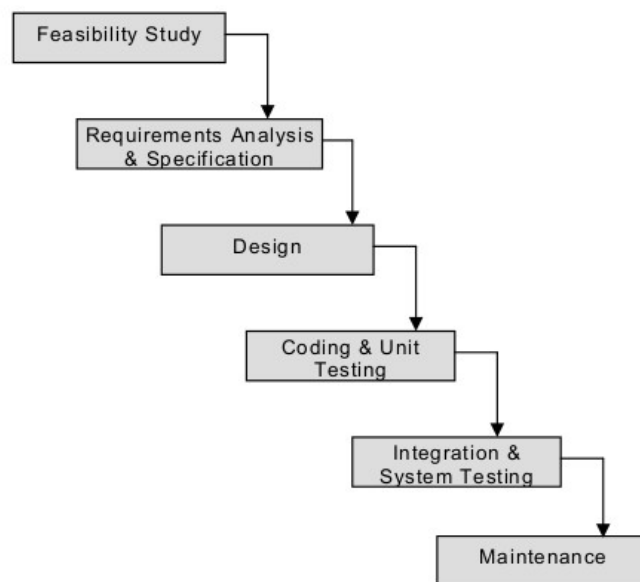 Feasibility Study
Requirements Analysis
& Specification
Design
Coding & Unit
Testing
Integration &
System Testing
Maintenance